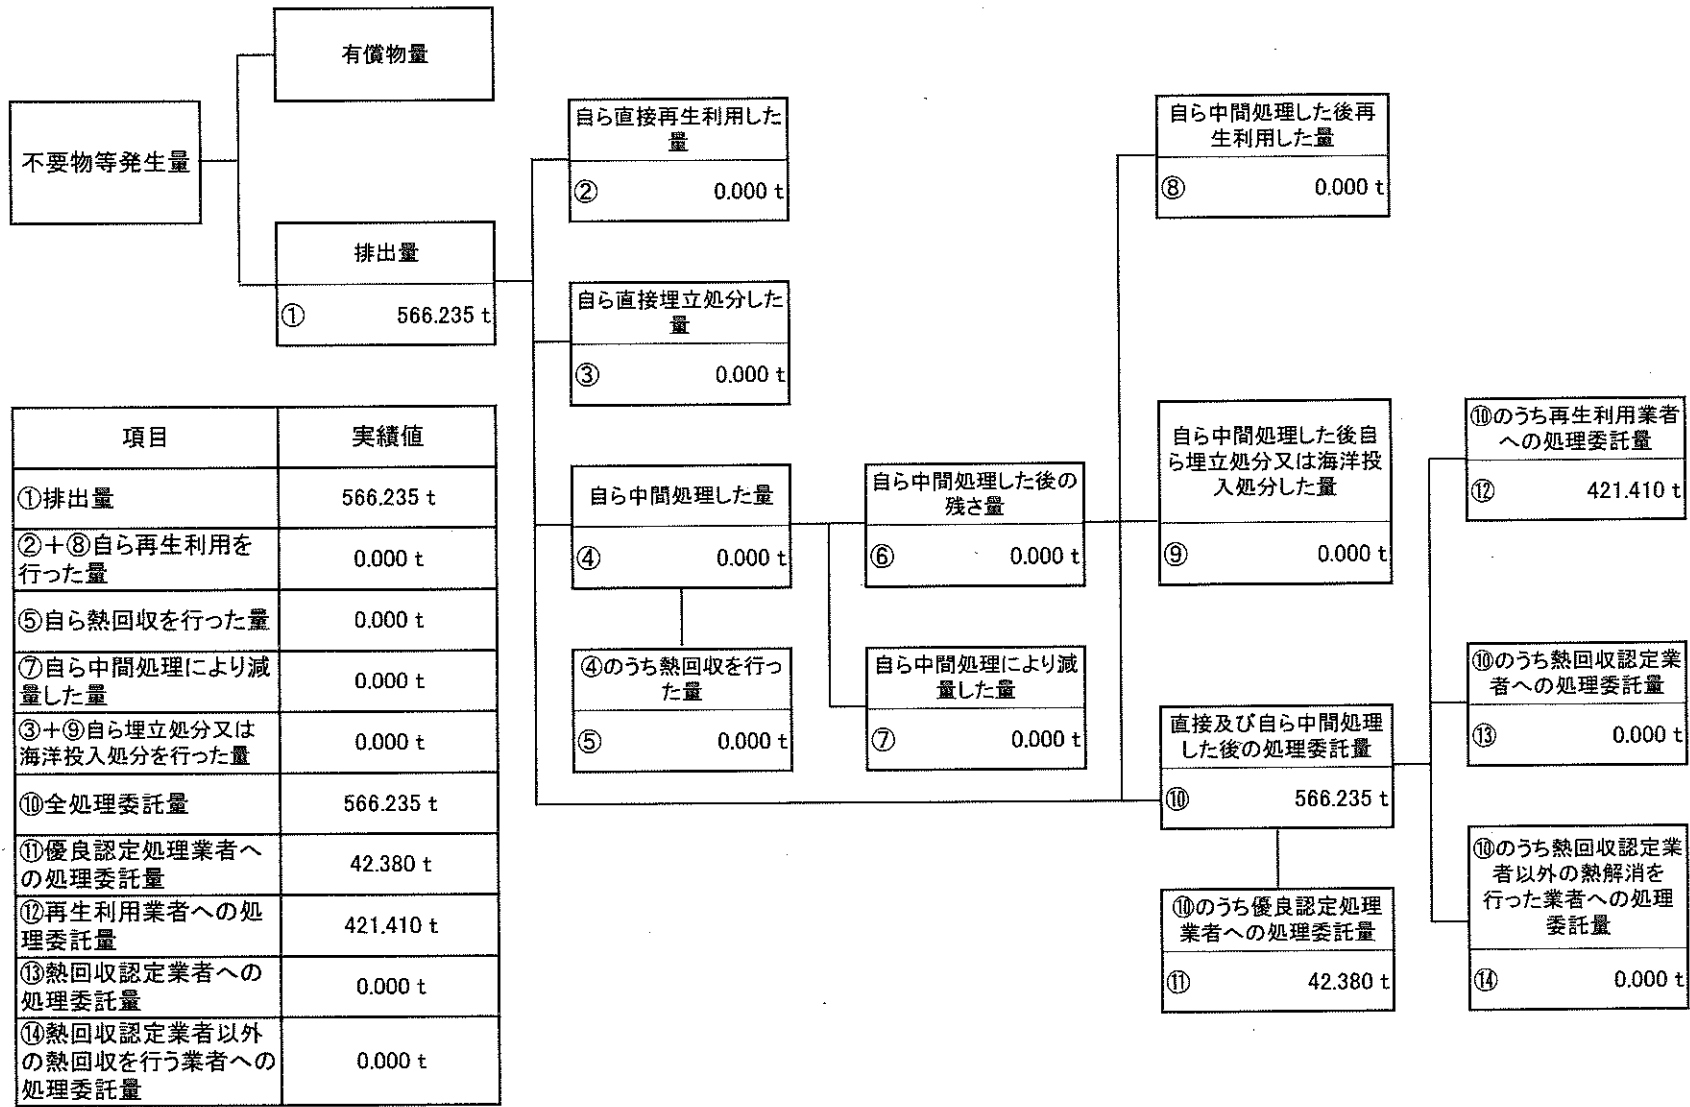 有償物量
不要物等発生量
排出量
① 566.235 t
自ら直接再生利用した
量
② 0.000 t
自ら直接埋立処分した
量
③ 0.000 t
自ら中間処理した量
④ 0.000 t
④のうち熱回収を行っ
た量
⑤ 0.000 t
自ら中間処理した後の
残さ量
⑥ 0.000 t
自ら中間処理により減
量した量
⑦ 0.000 t
自ら中間処理した後再
生利用した量
⑧ 0.000 t
自ら中間処理した後自
ら埋立処分又は海洋投
入処分した量
⑨ 0.000 t
直接及び自ら中間処理
した後の処理委託量
⑩ 566.235 t
⑩のうち優良認定処理
業者への処理委託量
⑪ 42.380 t
⑩のうち再生利用業者
への処理委託量
⑫ 421.410 t
⑩のうち熱回収認定業
者への処理委託量
⑬ 0.000 t
⑩のうち熱回収認定業
者以外の熱解消を
行った業者への処理
委託量
⑭ 0.000 t
項目 実績値
①排出量 566.235 t
②+⑧自ら再生利用を
行った量 0.000 t
⑤自ら熱回収を行った量 0.000 t
⑦自ら中間処理により減
量した量 0.000 t
③+⑨自ら埋立処分又は
海洋投入処分を行った量 0.000 t
⑩全処理委託量 566.235 t
⑪優良認定処理業者へ
の処理委託量 42.380 t
⑫再生利用業者への処
理委託量 421.410 t
⑬熱回収認定業者への
処理委託量 0.000 t
⑭熱回収認定業者以外
の熱回収を行う業者への
処理委託量 0.000 t